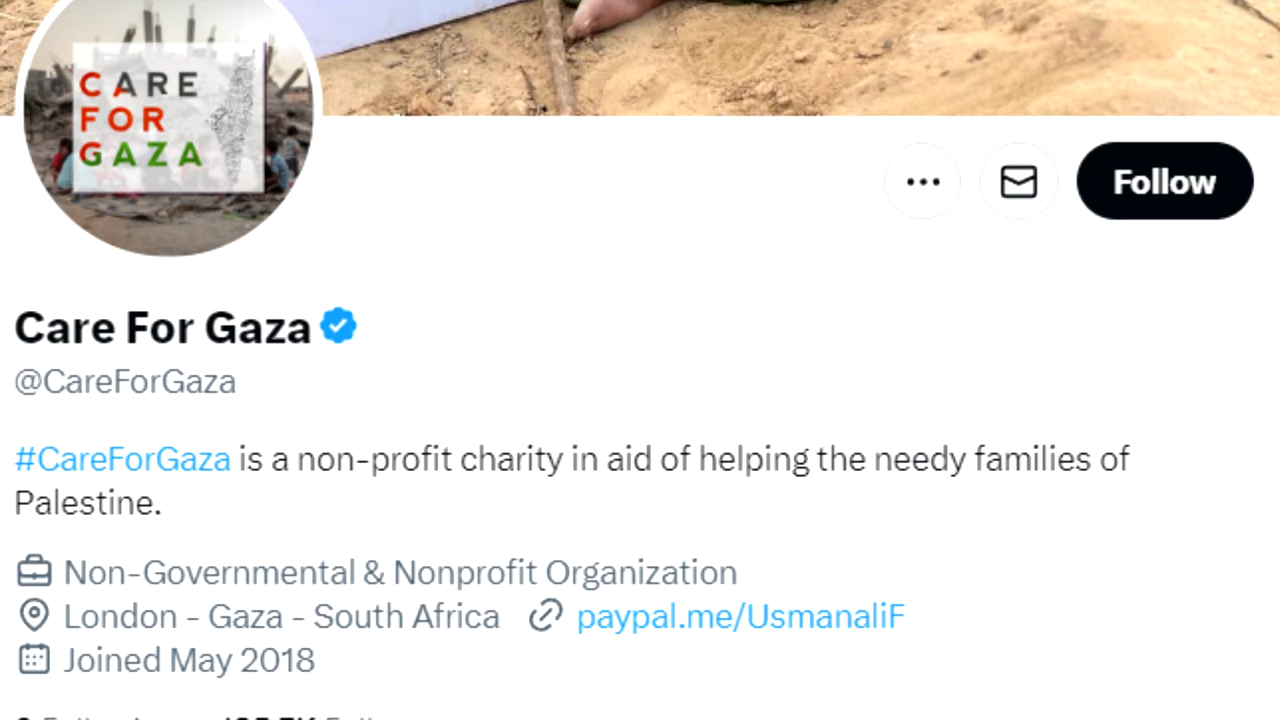 CARE
FOR
GAZA
Follow
Care For Gaza
@CareForGaza
#CareForGaza is a non-profit charity in aid of helping the needy families of
Palestine.
Non-Governmental & Nonprofit Organization
London - Gaza - South Africa paypal.me/UsmanaliF
Joined May 2018